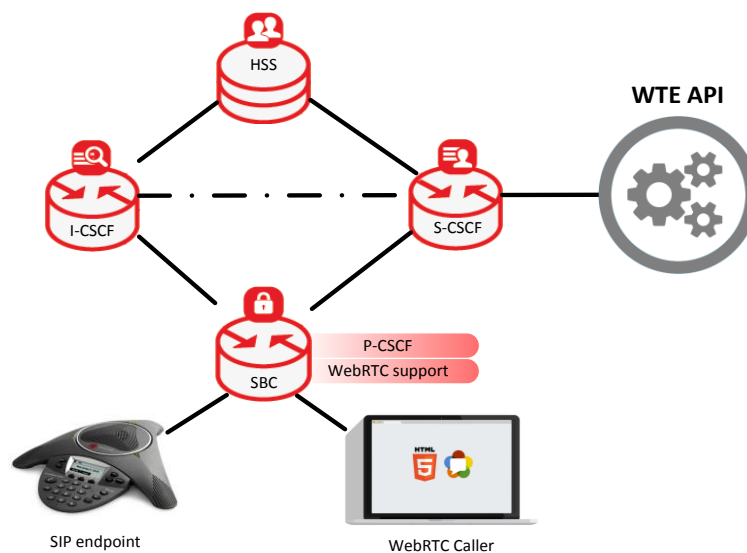 HSS
WTE API
I-CSCF
S-CSCF
P-CSCF
WebRTC support
SBC
HTML
5
SIP endpoint
WebRTC Caller